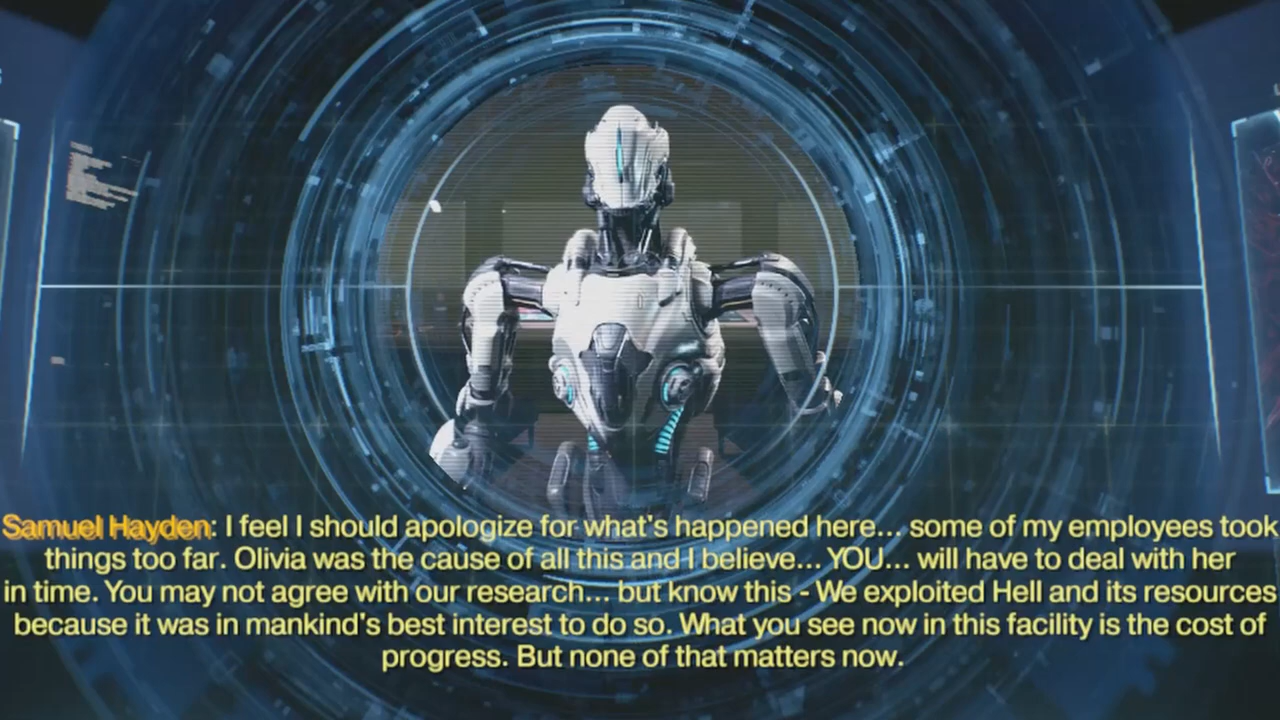 Samuel Hayden: I feel I should apologize for what's happened here... some of my employees took
things too far. Olivia was the cause of all this and I believe... YOU... will have to deal with her
in time. You may not agree with our research... but know this - We exploited Hell and its resources
because it was in mankind's best interest to do so. What you see now in this facility is the cost of
progress. But none of that matters now.